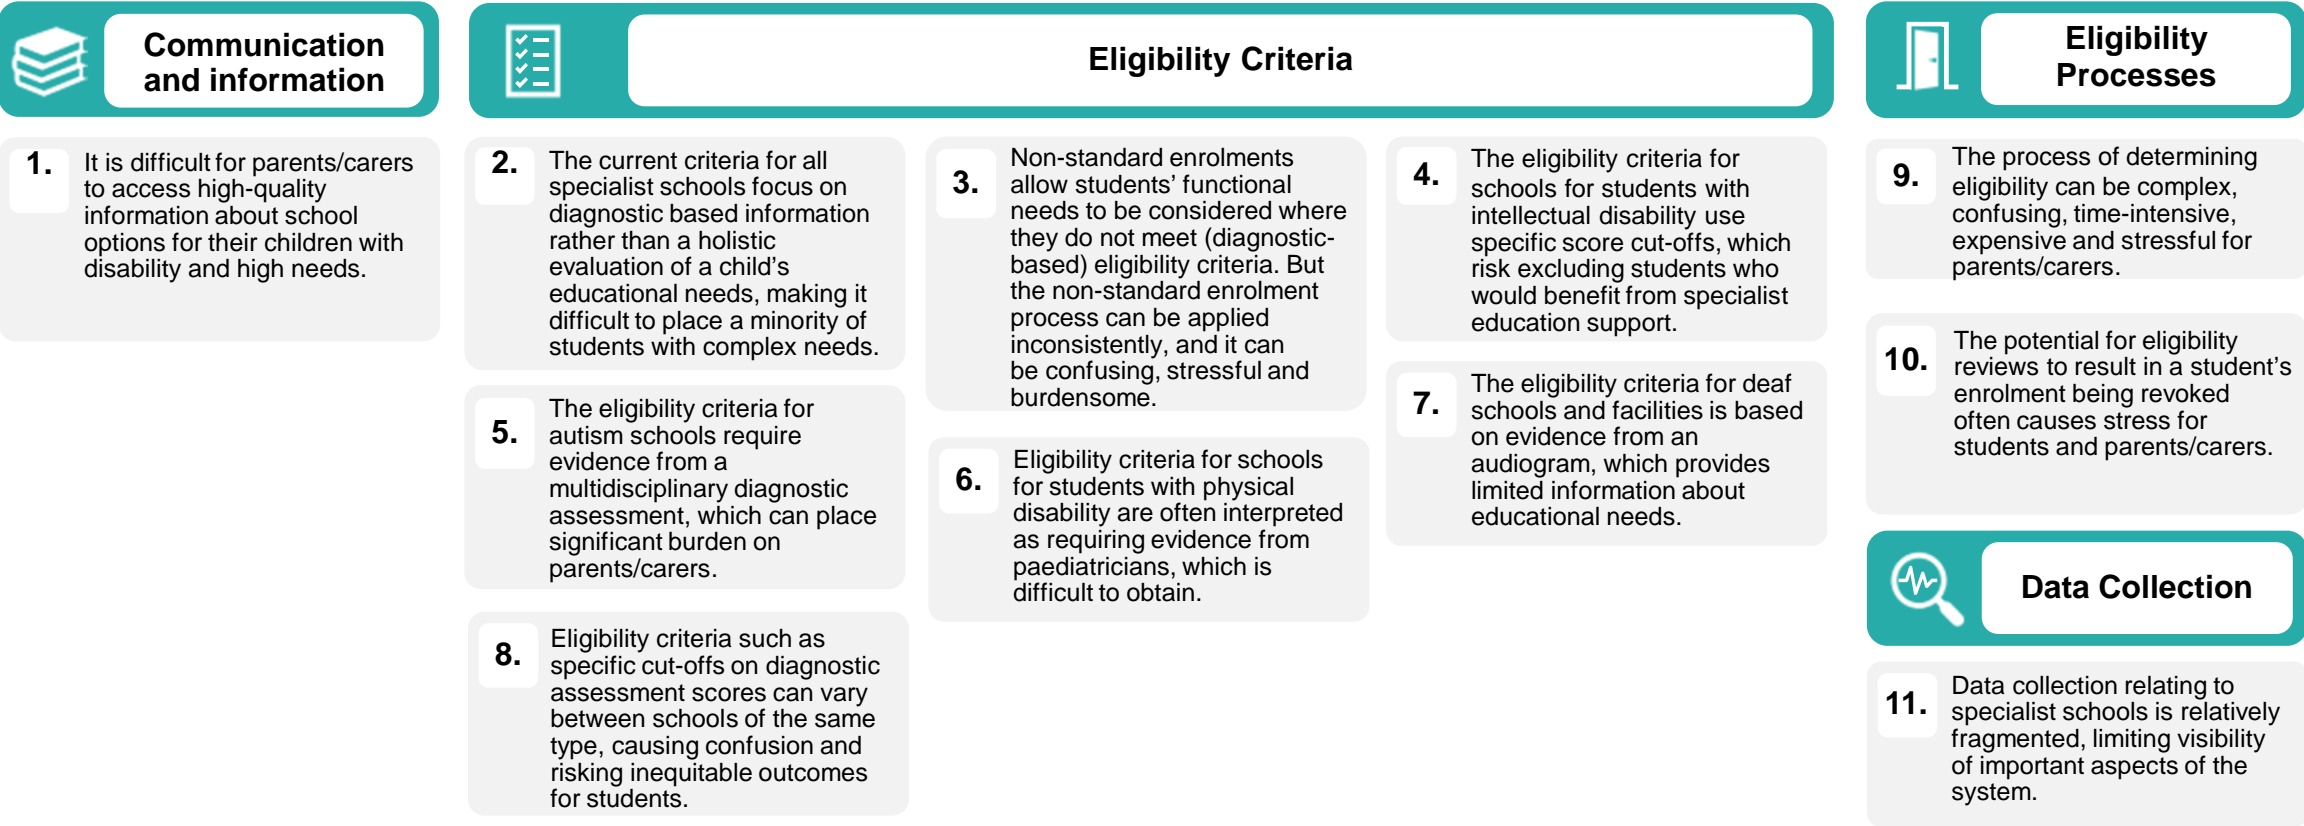 Communication
and information
1.
It is difficult for parents/carers
to access high-quality
information about school
options for their children with
disability and high needs.
Eligibility Criteria
2.
The current criteria for all
specialist schools focus on
diagnostic based information
rather than a holistic
evaluation of a child's
educational needs, making it
difficult to place a minority of
students with complex needs.
3.
Non-standard enrolments
allow students' functional
needs to be considered where
they do not meet (diagnostic-
based) eligibility criteria. But
the non-standard enrolment
process can be applied
inconsistently, and it can
be confusing, stressful and
burdensome.
4.
The eligibility criteria for
schools for students with
intellectual disability use
specific score cut-offs, which
risk excluding students who
would benefit from specialist
education support.
5.
The eligibility criteria for
autism schools require
evidence from a
multidisciplinary diagnostic
assessment, which can place
significant burden on
parents/carers.
6.
Eligibility criteria for schools
for students with physical
disability are often interpreted
as requiring evidence from
paediatricians, which is
difficult to obtain.
7.
The eligibility criteria for deaf
schools and facilities is based
on evidence from an
audiogram, which provides
limited information about
educational needs.
8.
Eligibility criteria such as
specific cut-offs on diagnostic
assessment scores can vary
between schools of the same
type, causing confusion and
risking inequitable outcomes
for students.
Eligibility
Processes
9.
The process of determining
eligibility can be complex,
confusing, time-intensive,
expensive and stressful for
parents/carers.
10.
The potential for eligibility
reviews to result in a student's
enrolment being revoked
often causes stress for
students and parents/carers.
Data Collection
11.
Data collection relating to
specialist schools is relatively
fragmented, limiting visibility
of important aspects of the
system.